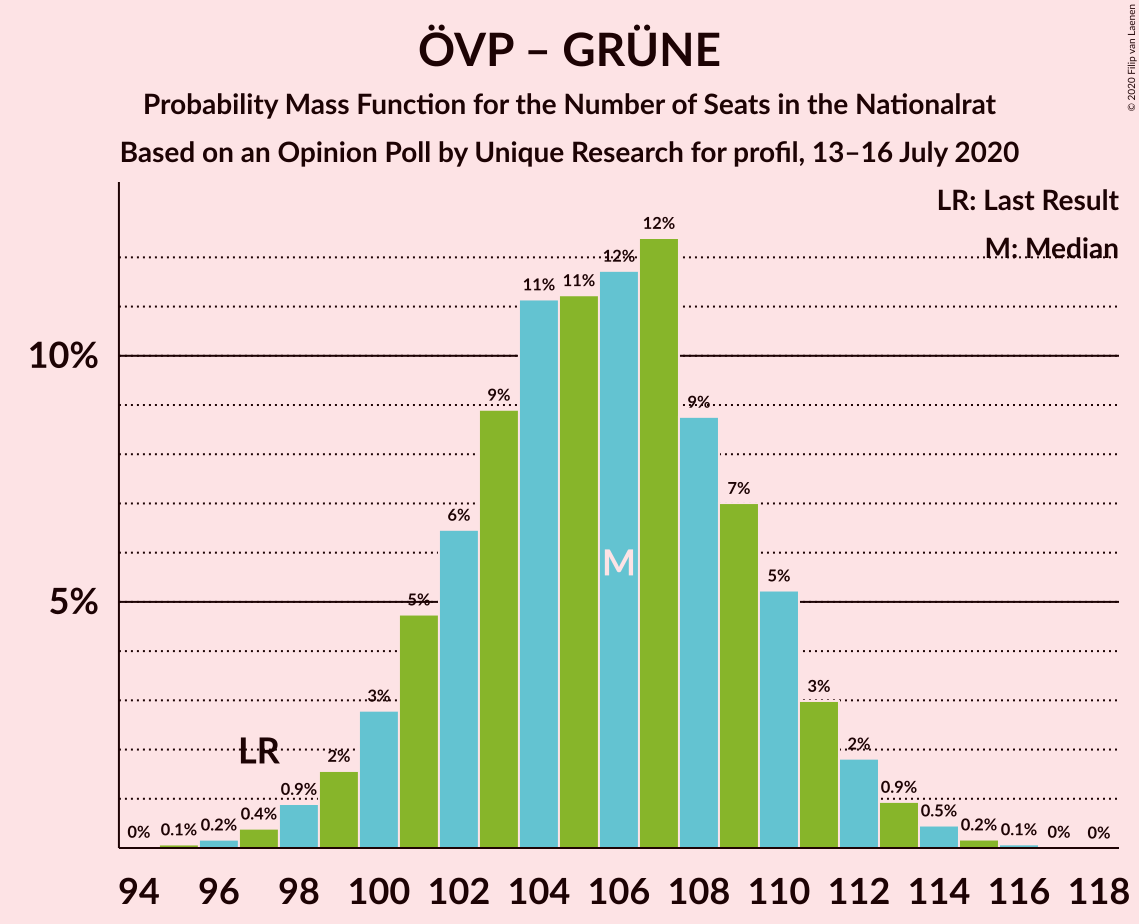 ÖVP – GRÜNE
Probability Mass Function for the Number of Seats in the Nationalrat
Based on an Opinion Poll by Unique Research for profil, 13–16 July 2020
© 2020 Filip van Laenen
LR: Last Result
M: Median
10%
5%
0% 0.1% 0.2% 0.4% 0.9% 2% 3% 5% 6% 9% 11% 11% 12% 12% 9% 7% 5% 3% 2% 0.9% 0.5% 0.2% 0.1% 0% 0%
LR
M
94 96 98 100 102 104 106 108 110 112 114 116 118